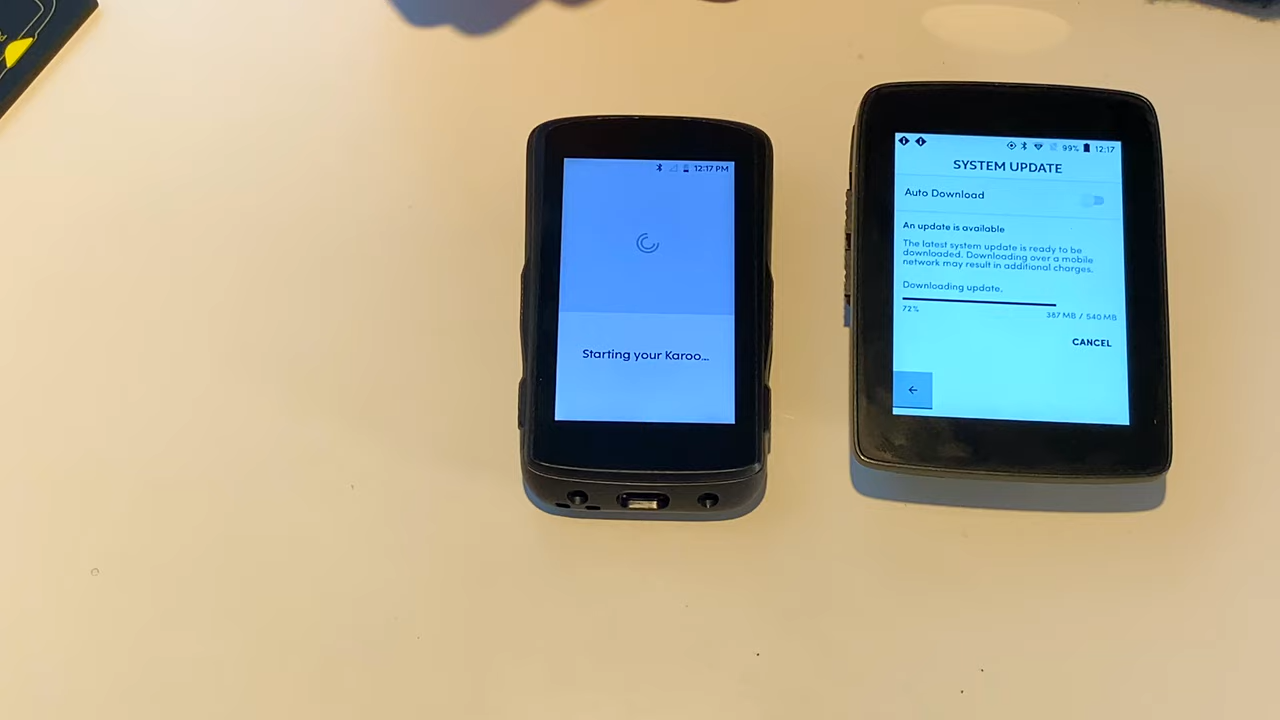 12:17 PM
Starting your Karoo...
99% 12:17
SYSTEM UPDATE
Auto Download
An update is available
The latest system update is ready to be
downloaded. Downloading over a mobile
network may result in additional charges.
Downloading update.
72% 387 MB / 540 MB
CANCEL